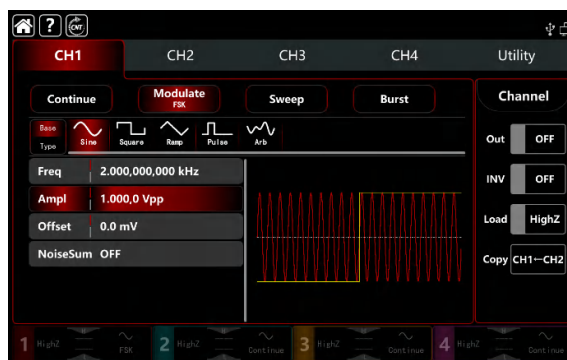 ? CNT
CH1 CH2 CH3 CH4 Utility
Continue Modulate Sweep Burst Channel
FSK
Base
Type Sine Square Ramp Pulse Arb
Out OFF
Freq 2.000,000,000 kHz
INV OFF
Ampl 1.000,0 Vpp
Offset 0.0 mV
Load HighZ
NoiseSum OFF
Copy CH1←CH2
1 HighZ FSK 2 HighZ Continue 3 HighZ Continue 4 HighZ